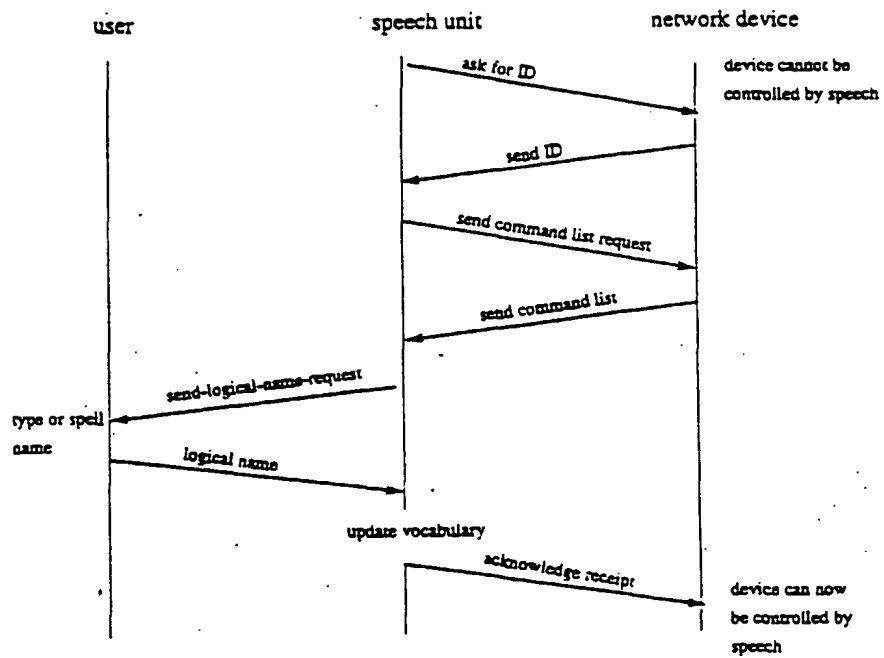 user
speech unit
network device
ask for ID
device cannot be
controlled by speech
send ID
send command list request
send command list
send-logical-name-request
type or spell
name
logical name
update vocabulary
acknowledge receipt
device can now
be controlled by
speech